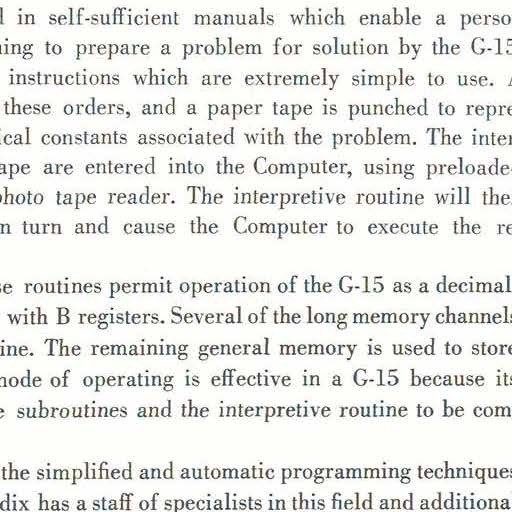 d in self-sufficient manuals which enable a perso
ing to prepare a problem for solution by the G-15
instructions which are extremely simple to use.
these orders, and a paper tape is punched to repre
ical constants associated with the problem. The inter
ape are entered into the Computer, using preloade
photo tape reader. The interpretive routine will the
n turn and cause the Computer to execute the re
se routines permit operation of the G-15 as a decimal
with B registers. Several of the long memory channels
ine. The remaining general memory is used to store
mode of operating is effective in a G-15 because its
e subroutines and the interpretive routine to be com
the simplified and automatic programming techniques
dix has a staff of specialists in this field and additional